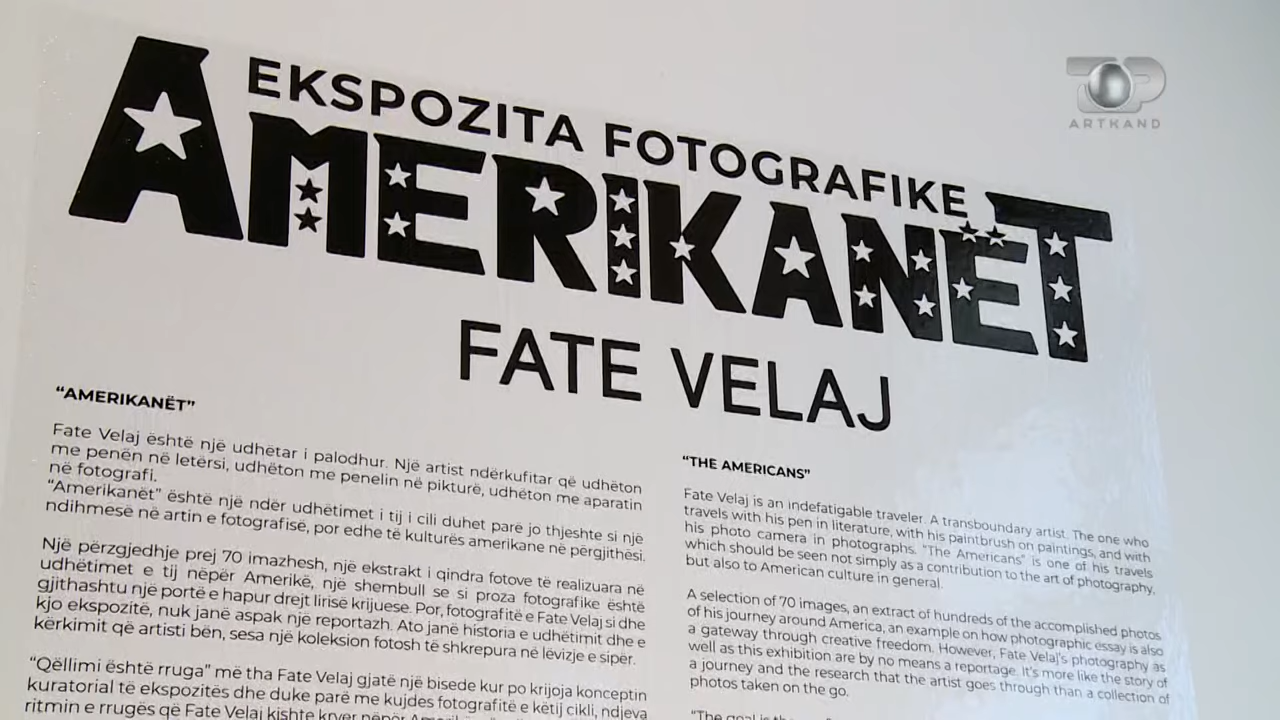 EKSPOZITA FOTOGRAFIKE
AMERIKANËT
FATE VELAJ
TOP
ARTKAND
“AMERIKANËT”
Fate Velaj është një udhëtar i palodhur. Një artist ndërkufitar që udhëton
me penën në letërsi, udhëton me penelin në pikturë, udhëton me aparatin
në fotografi.
“Amerikanët” është një ndër udhëtimet i tij i cili duhet parë jo thjeshte si një
ndihmesë në artin e fotografisë, por edhe të kulturës amerikane në përgjithësi.
Një përzgjedhje prej 70 imazhesh, një ekstrakt i qindra fotove të realizuara në
udhëtimet e tij nëpër Amerikë, një shembull se si proza fotografike është
gjithashtu një portë e hapur drejt lirisë krijuese. Por, fotografitë e Fate Velaj si dhe
kjo ekspozitë, nuk janë aspak një reportazh. Ato janë historia e udhëtimit dhe e
kërkimit që artisti bën, sesa një koleksion fotosh të shkrepura në lëvizje e sipër.
“Qëllimi është rruga” më tha Fate Velaj gjatë një bisede kur po krijoja konceptin
kuratorial të ekspozitës dhe duke parë me kujdes fotografitë e këtij cikli, ndjeva
ritmin e rrugës që Fate Velaj kishte kryer nëpër
“THE AMERICANS”
Fate Velaj is an indefatigable traveler. A transboundary artist. The one who
travels with his pen in literature, with his paintbrush on paintings, and with
his photo camera in photographs. “The Americans” is one of his travels
which should be seen not simply as a contribution to the art of photography,
but also to American culture in general.
A selection of 70 images, an extract of hundreds of the accomplished photos
of his journey around America, an example on how photographic essay is also
a gateway through creative freedom. However, Fate Velaj's photography as
well as this exhibition are by no means a reportage. It's more like the story of
a journey and the research that the artist goes through than a collection of
photos taken on the go.
“The goal is the